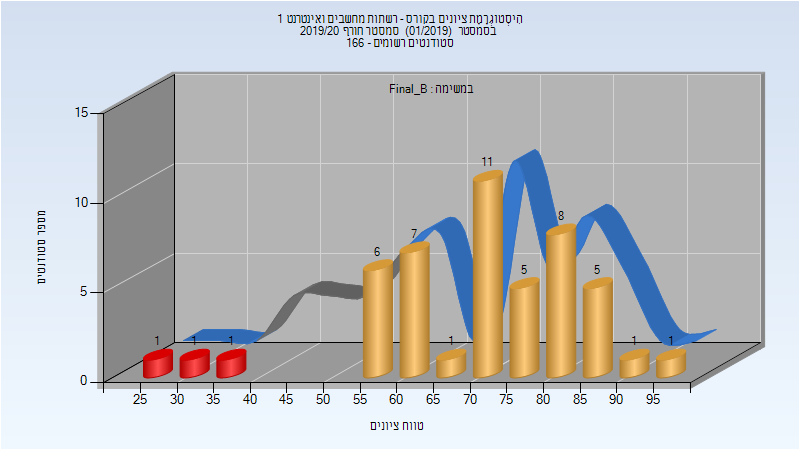 היסטוגרמת ציונים בקורס - רשתות מחשבים ואינטרנט 1
בסמסטר (01/2019) סמסטר חורף 2019/20
סטודנטים רשומים - 166
במשימה : Final_B
מספר סטודנטים
15
10
5
0
1
1
1
6
7
1
11
5
8
5
1
1
25 30 35 40 45 50 55 60 65 70 75 80 85 90 95
טווח ציונים